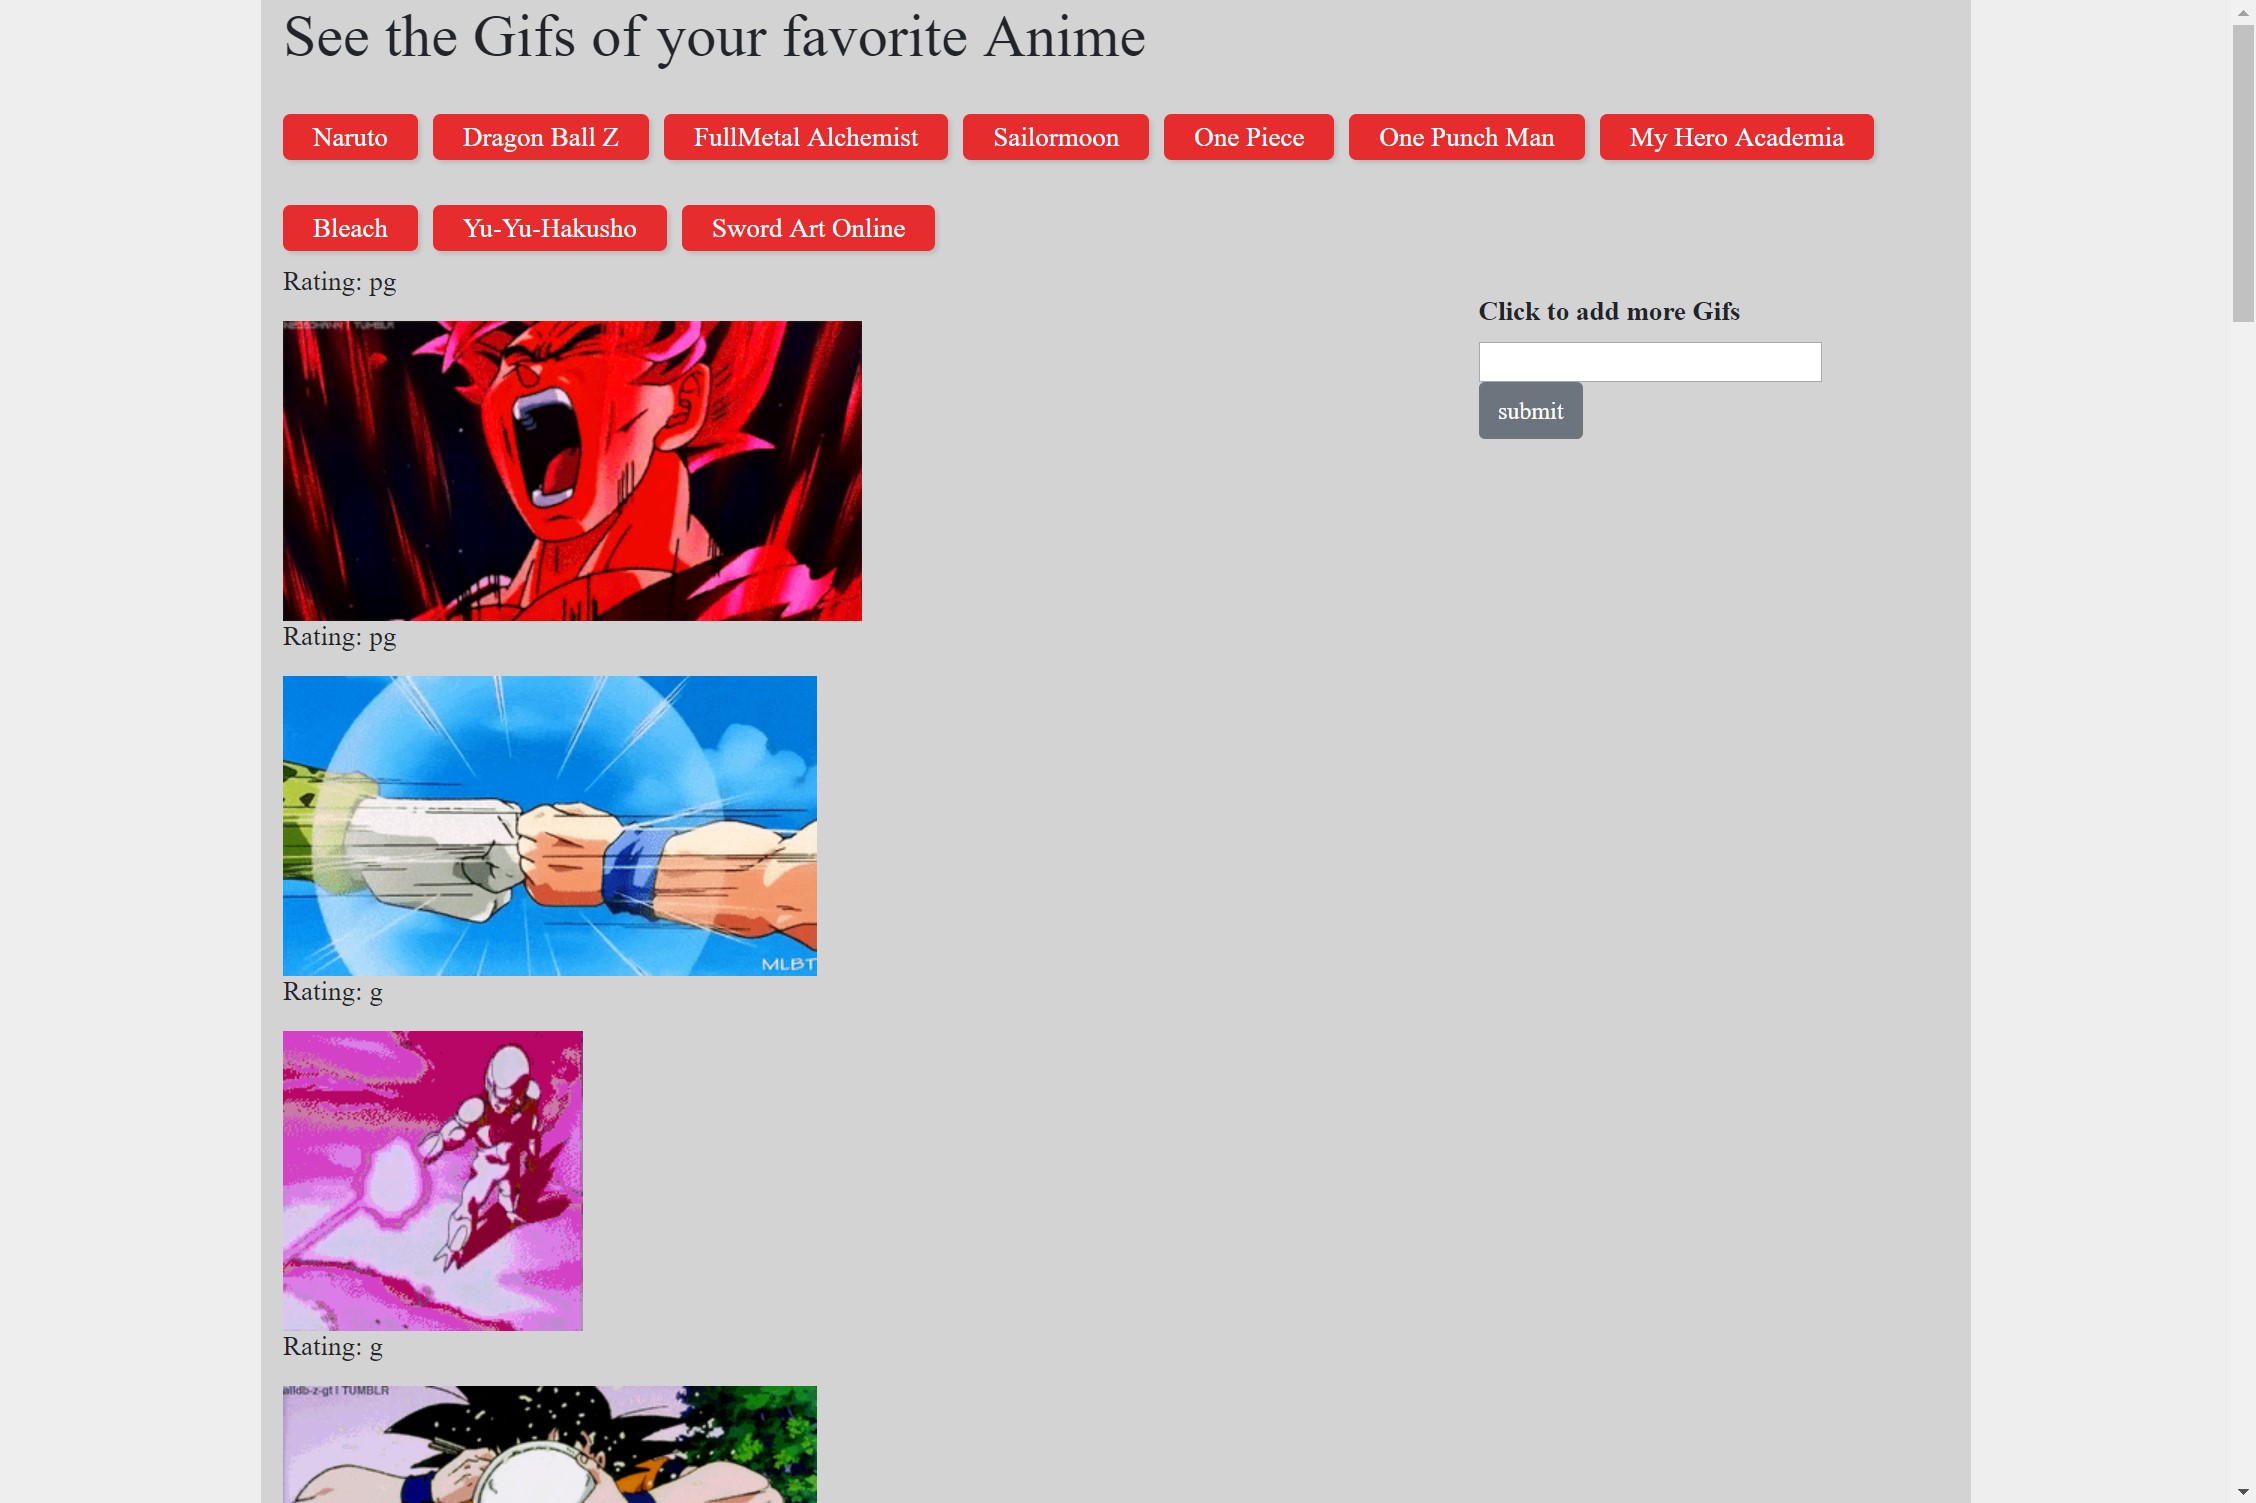 See the Gifs of your favorite Anime
Naruto Dragon Ball Z FullMetal Alchemist Sailormoon One Piece One Punch Man My Hero Academia
Bleach Yu-Yu-Hakusho Sword Art Online
Rating: pg
Click to add more Gifs
submit
Rating: pg
MLBT
Rating: g
Rating: g
alldb-z-gt | TUMBLR